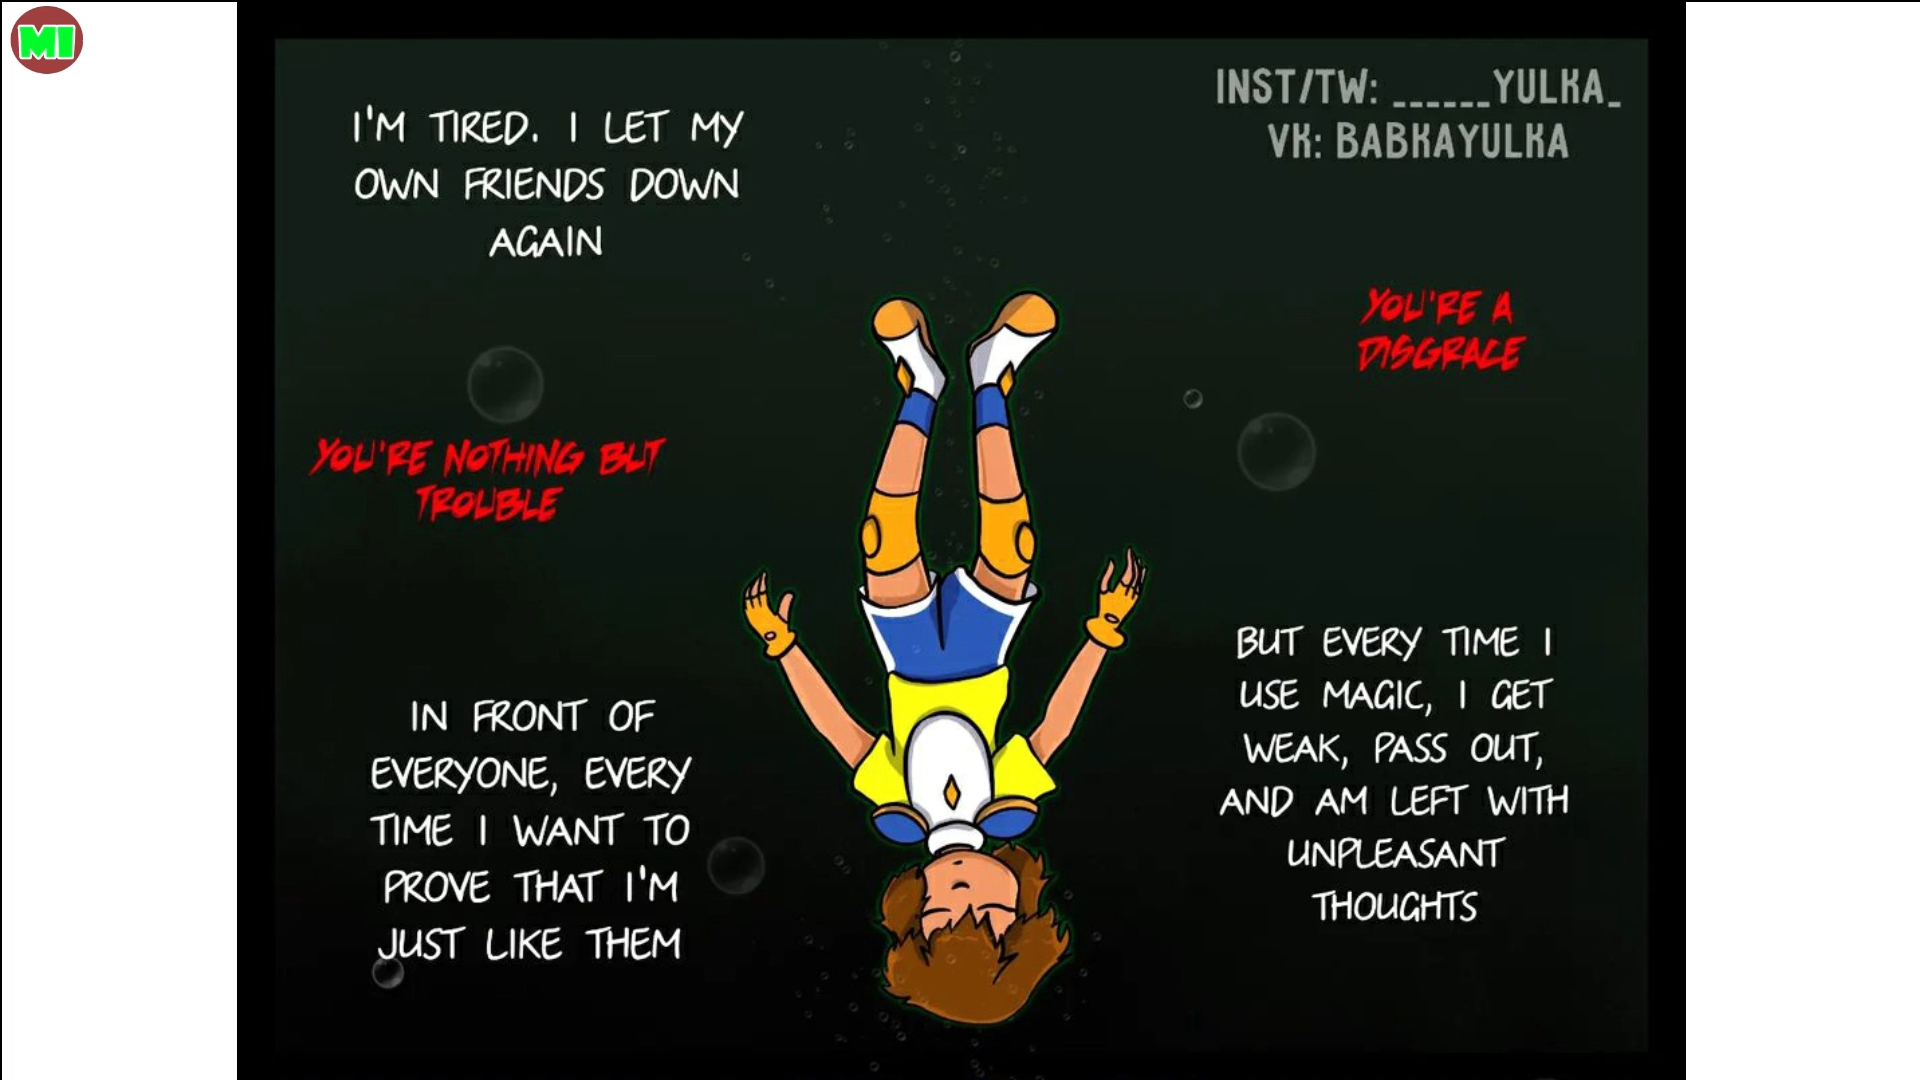 MI
INST/TW: ______YULKA_
VK: BABKAYULKA
I'M TIRED. I LET MY
OWN FRIENDS DOWN
AGAIN
YOU'RE A
DISGRACE
YOU'RE NOTHING BUT
TROUBLE
IN FRONT OF
EVERYONE, EVERY
TIME I WANT TO
PROVE THAT I'M
JUST LIKE THEM
BUT EVERY TIME I
USE MAGIC, I GET
WEAK, PASS OUT,
AND AM LEFT WITH
UNPLEASANT
THOUGHTS